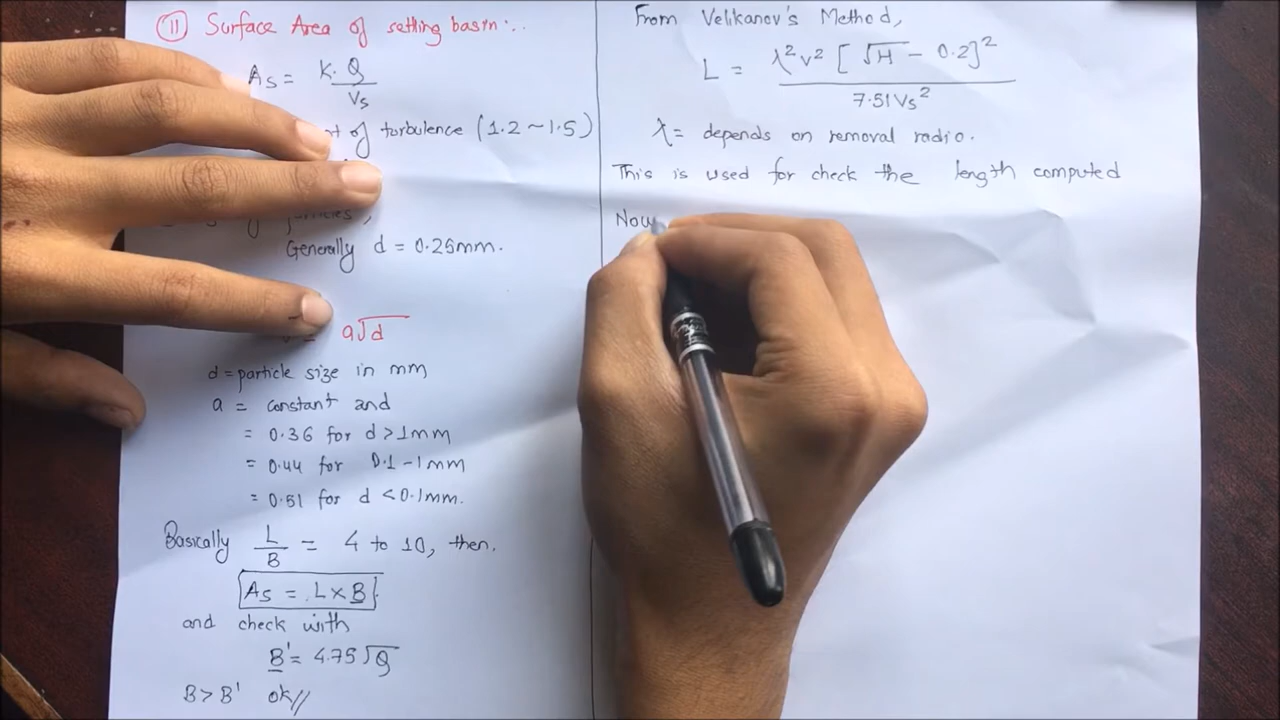 (11) Surface Area of settling basin:..
As = K.Q / Vs
of turbulence (1.2 ~ 1.5)
Generally d = 0.25mm.
a√d
d = particle size in mm
a = constant and
= 0.36 for d > 1mm
= 0.44 for 0.1 - 1mm
= 0.51 for d < 0.1mm.
Basically L/B = 4 to 10, then.
As = L × B
and check with
B' = 4.75√Q
B > B' ok//
From Velikanov's Method,
L = λ²v² [√H - 0.2]² / 7.51Vs²
λ = depends on removal radio.
This is used for check the length computed
Now